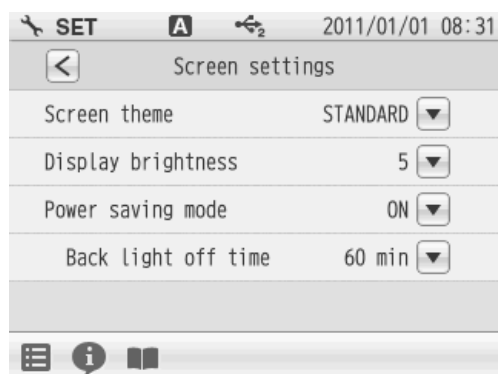 SET A 2 2011/01/01 08:31
Screen settings
Screen theme STANDARD
Display brightness 5
Power saving mode ON
Back light off time 60 min